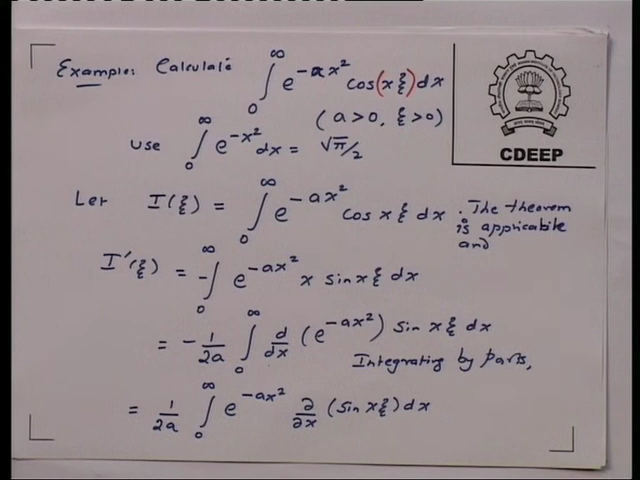 Example: Calculate ∫₀^∞ e^{-ax²} cos(xξ) dx
(a>0, ξ>0)
use ∫₀^∞ e^{-x²} dx = √π/2
CDEEP
Let I(ξ) = ∫₀^∞ e^{-ax²} cos xξ dx. The theorem
is applicable
and
I'(ξ) = -∫₀^∞ e^{-ax²} x sin xξ dx
= -1/2a ∫₀^∞ d/dx (e^{-ax²}) sin xξ dx
Integrating by parts,
= 1/2a ∫₀^∞ e^{-ax²} ∂/∂x (sin xξ) dx